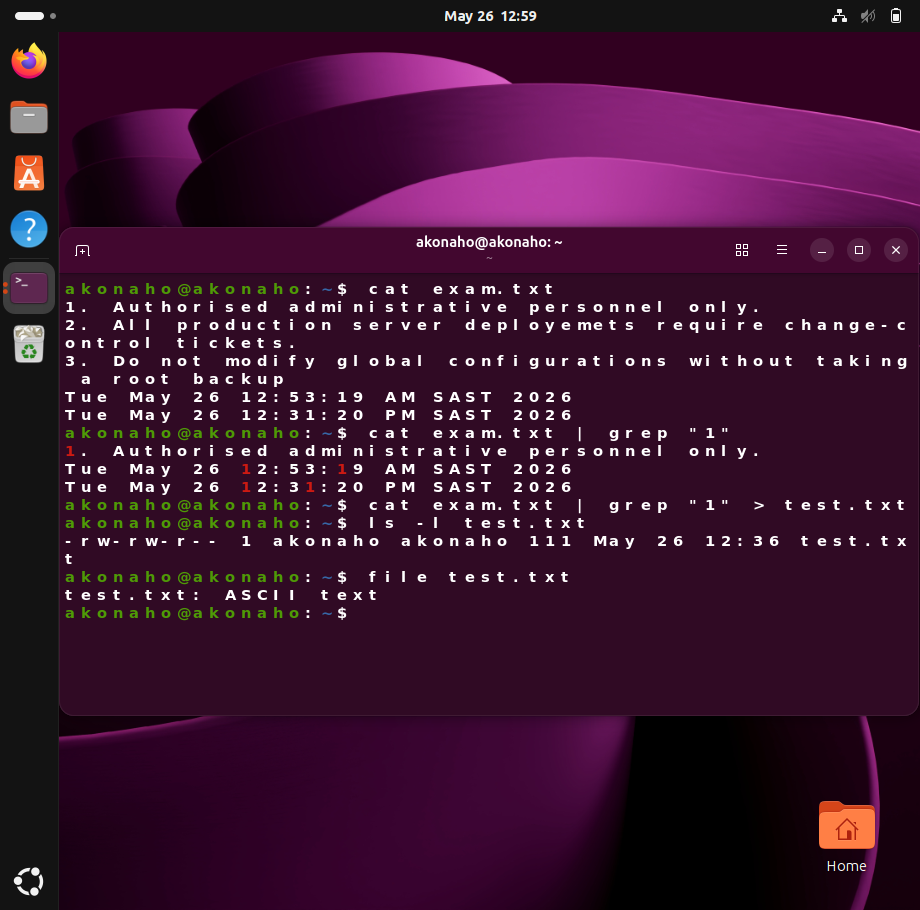 May 26 12:59
akonaho@akonaho: ~
~
akonaho@akonaho:~$ cat exam.txt
1. Authorised administrative personnel only.
2. All production server deployemets require change-c
ontrol tickets.
3. Do not modify global configurations without taking
 a root backup
Tue May 26 12:53:19 AM SAST 2026
Tue May 26 12:31:20 PM SAST 2026
akonaho@akonaho:~$ cat exam.txt | grep "1"
1. Authorised administrative personnel only.
Tue May 26 12:53:19 AM SAST 2026
Tue May 26 12:31:20 PM SAST 2026
akonaho@akonaho:~$ cat exam.txt | grep "1" > test.txt
akonaho@akonaho:~$ ls -l test.txt
-rw-rw-r-- 1 akonaho akonaho 111 May 26 12:36 test.tx
t
akonaho@akonaho:~$ file test.txt
test.txt: ASCII text
akonaho@akonaho:~$
Home